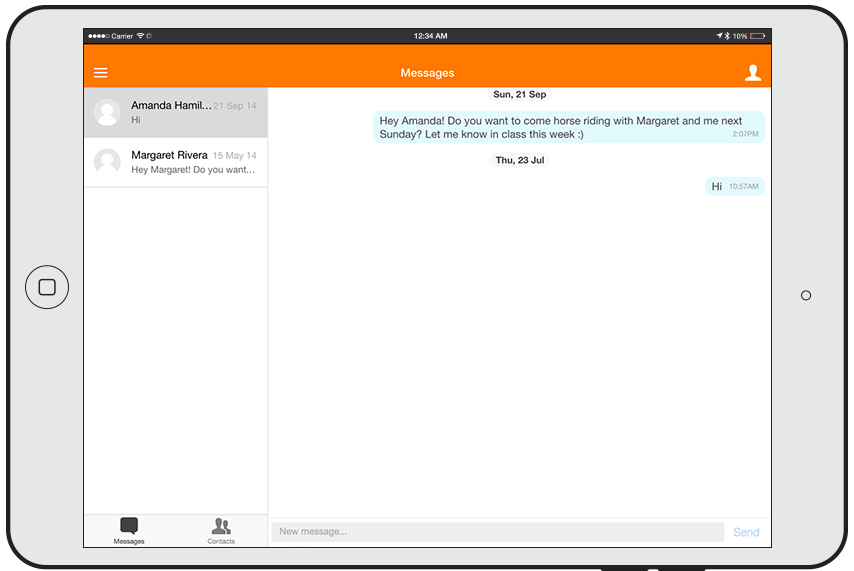 Carrier 12:34 AM 10%
Messages
Amanda Hamil... 21 Sep 14
Hi
Margaret Rivera 15 May 14
Hey Margaret! Do you want...
Sun, 21 Sep
Hey Amanda! Do you want to come horse riding with Margaret and me next
Sunday? Let me know in class this week :)
2:07PM
Thu, 23 Jul
Hi 10:57AM
Messages Contacts
New message... Send